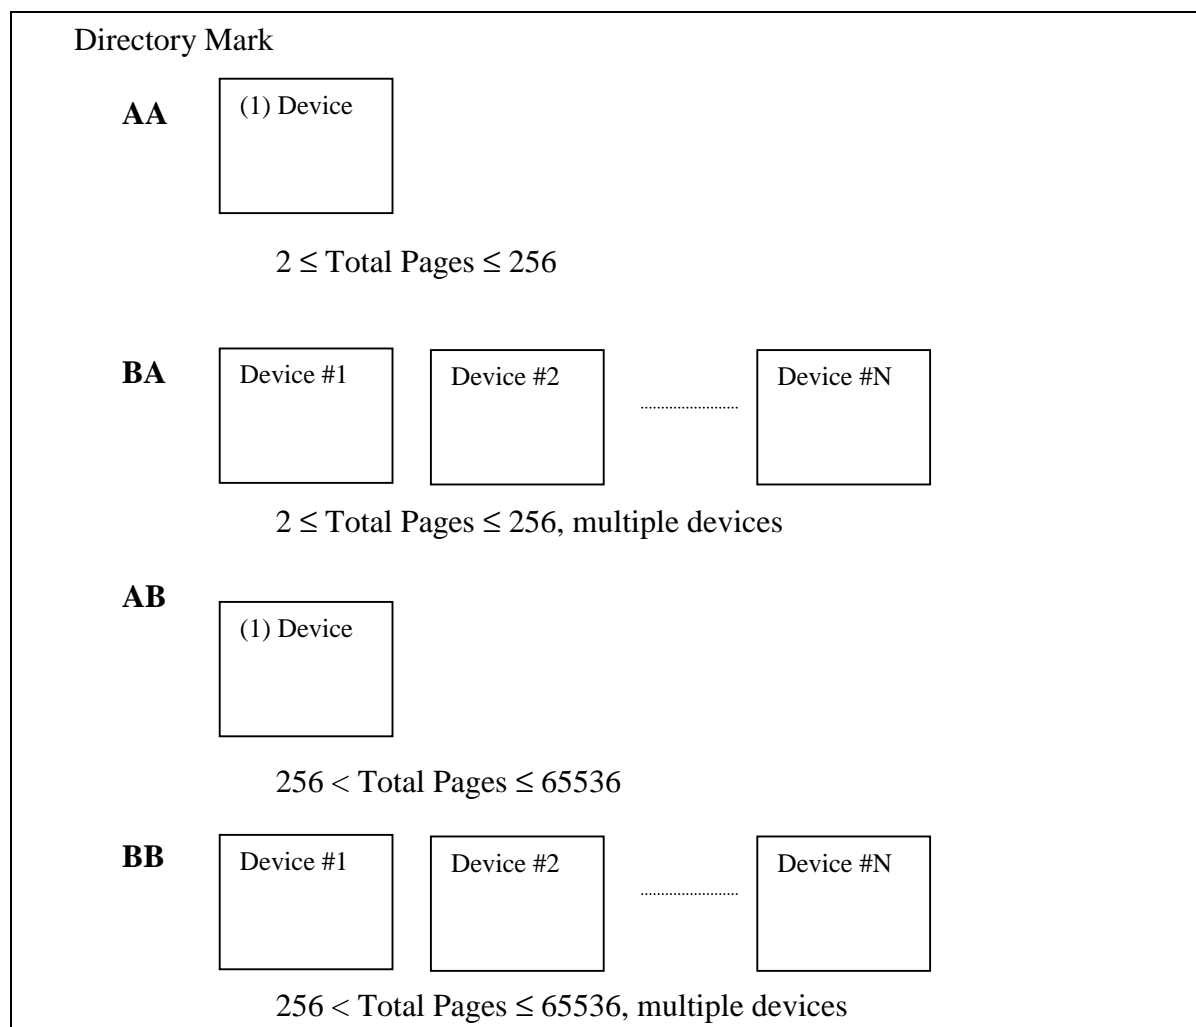 Directory Mark
AA
(1) Device
2 ≤ Total Pages ≤ 256
BA
Device #1
Device #2
Device #N
2 ≤ Total Pages ≤ 256, multiple devices
AB
(1) Device
256 < Total Pages ≤ 65536
BB
Device #1
Device #2
Device #N
256 < Total Pages ≤ 65536, multiple devices